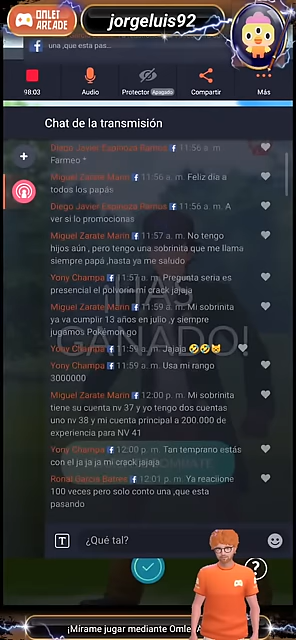 OMLET
ARCADE
jorgeluis92
una ,que esta pas...
98:03
Audio
Protector Apagado
Compartir
Más
Chat de la transmisión
Diego Javier Espinoza Ramos 11:56 a. m.
Farmeo *
Miguel Zarate Marin 11:56 a. m. Feliz dia a
todos los papás
Diego Javier Espinoza Ramos 11:56 a. m. A
ver si lo promocionas
Miguel Zarate Marin 11:57 a. m. No tengo
hijos aún , pero tengo una sobrinita que me llama
siempre papá ,hasta ya me saludo
Yony Champa 11:57 a. m. Pregunta seria es
presencial el polvorin mi crack jajaja
Miguel Zarate Marin 11:59 a. m. Mi sobrinita
ya va cumplir 13 años en julio .y siempre
jugamos Pokémon go
Yony Champa 11:59 a. m. Jajaja 🤣🤣😹
Yony Champa 11:59 a. m. Usa mi rango
3000000
Miguel Zarate Marin 12:00 p. m. Mi sobrinita
tiene su cuenta nv 37 y yo tengo dos cuentas
uno nv 38 y mi cuenta principal a 200.000 de
experiencia para NV 41
Yony Champa 12:00 p. m. Tan temprano estás
con el ja ja ja mi crack jajaja
Ronal Garcia Batres 12:01 p. m. Ya reaccione
100 veces pero solo conto una ,que esta
pasando
¡HAS
GANADO!
T ¿Qué tal?
?
¡Mírame jugar mediante Omle